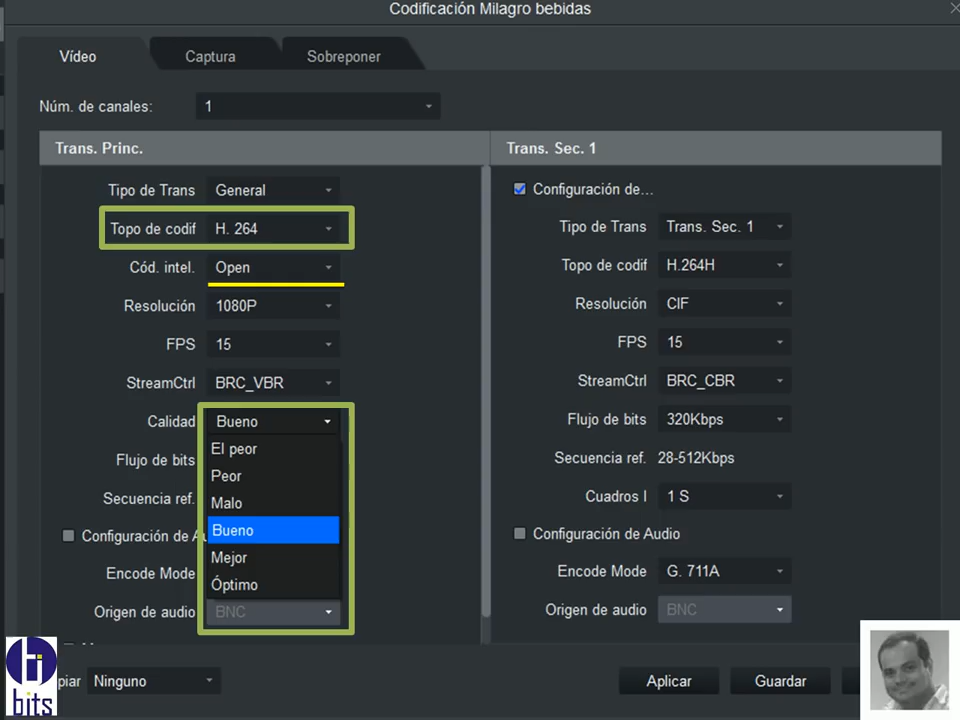 Codificación Milagro bebidas
Vídeo Captura Sobreponer
Núm. de canales: 1
Trans. Princ.
Tipo de Trans General
Topo de codif H. 264
Cód. intel. Open
Resolución 1080P
FPS 15
StreamCtrl BRC_VBR
Calidad Bueno
El peor
Peor
Malo
Bueno
Mejor
Óptimo
Flujo de bits
Secuencia ref.
Configuración de Au
Encode Mode
Origen de audio BNC
Trans. Sec. 1
Configuración de...
Tipo de Trans Trans. Sec. 1
Topo de codif H.264H
Resolución CIF
FPS 15
StreamCtrl BRC_CBR
Flujo de bits 320Kbps
Secuencia ref. 28-512Kbps
Cuadros I 1 S
Configuración de Audio
Encode Mode G. 711A
Origen de audio BNC
piar Ninguno
Aplicar Guardar
bits